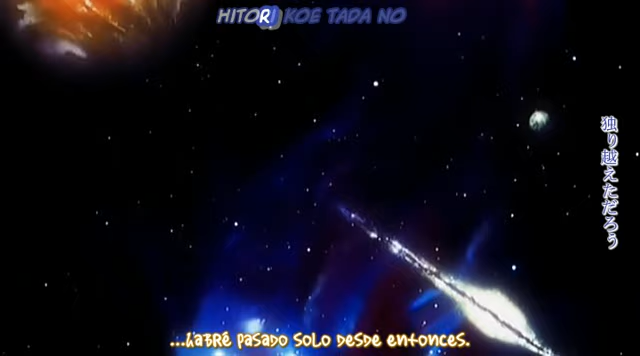 HITORI KOE TADA NO
独り越えただろう
...habré pasado solo desde entonces.